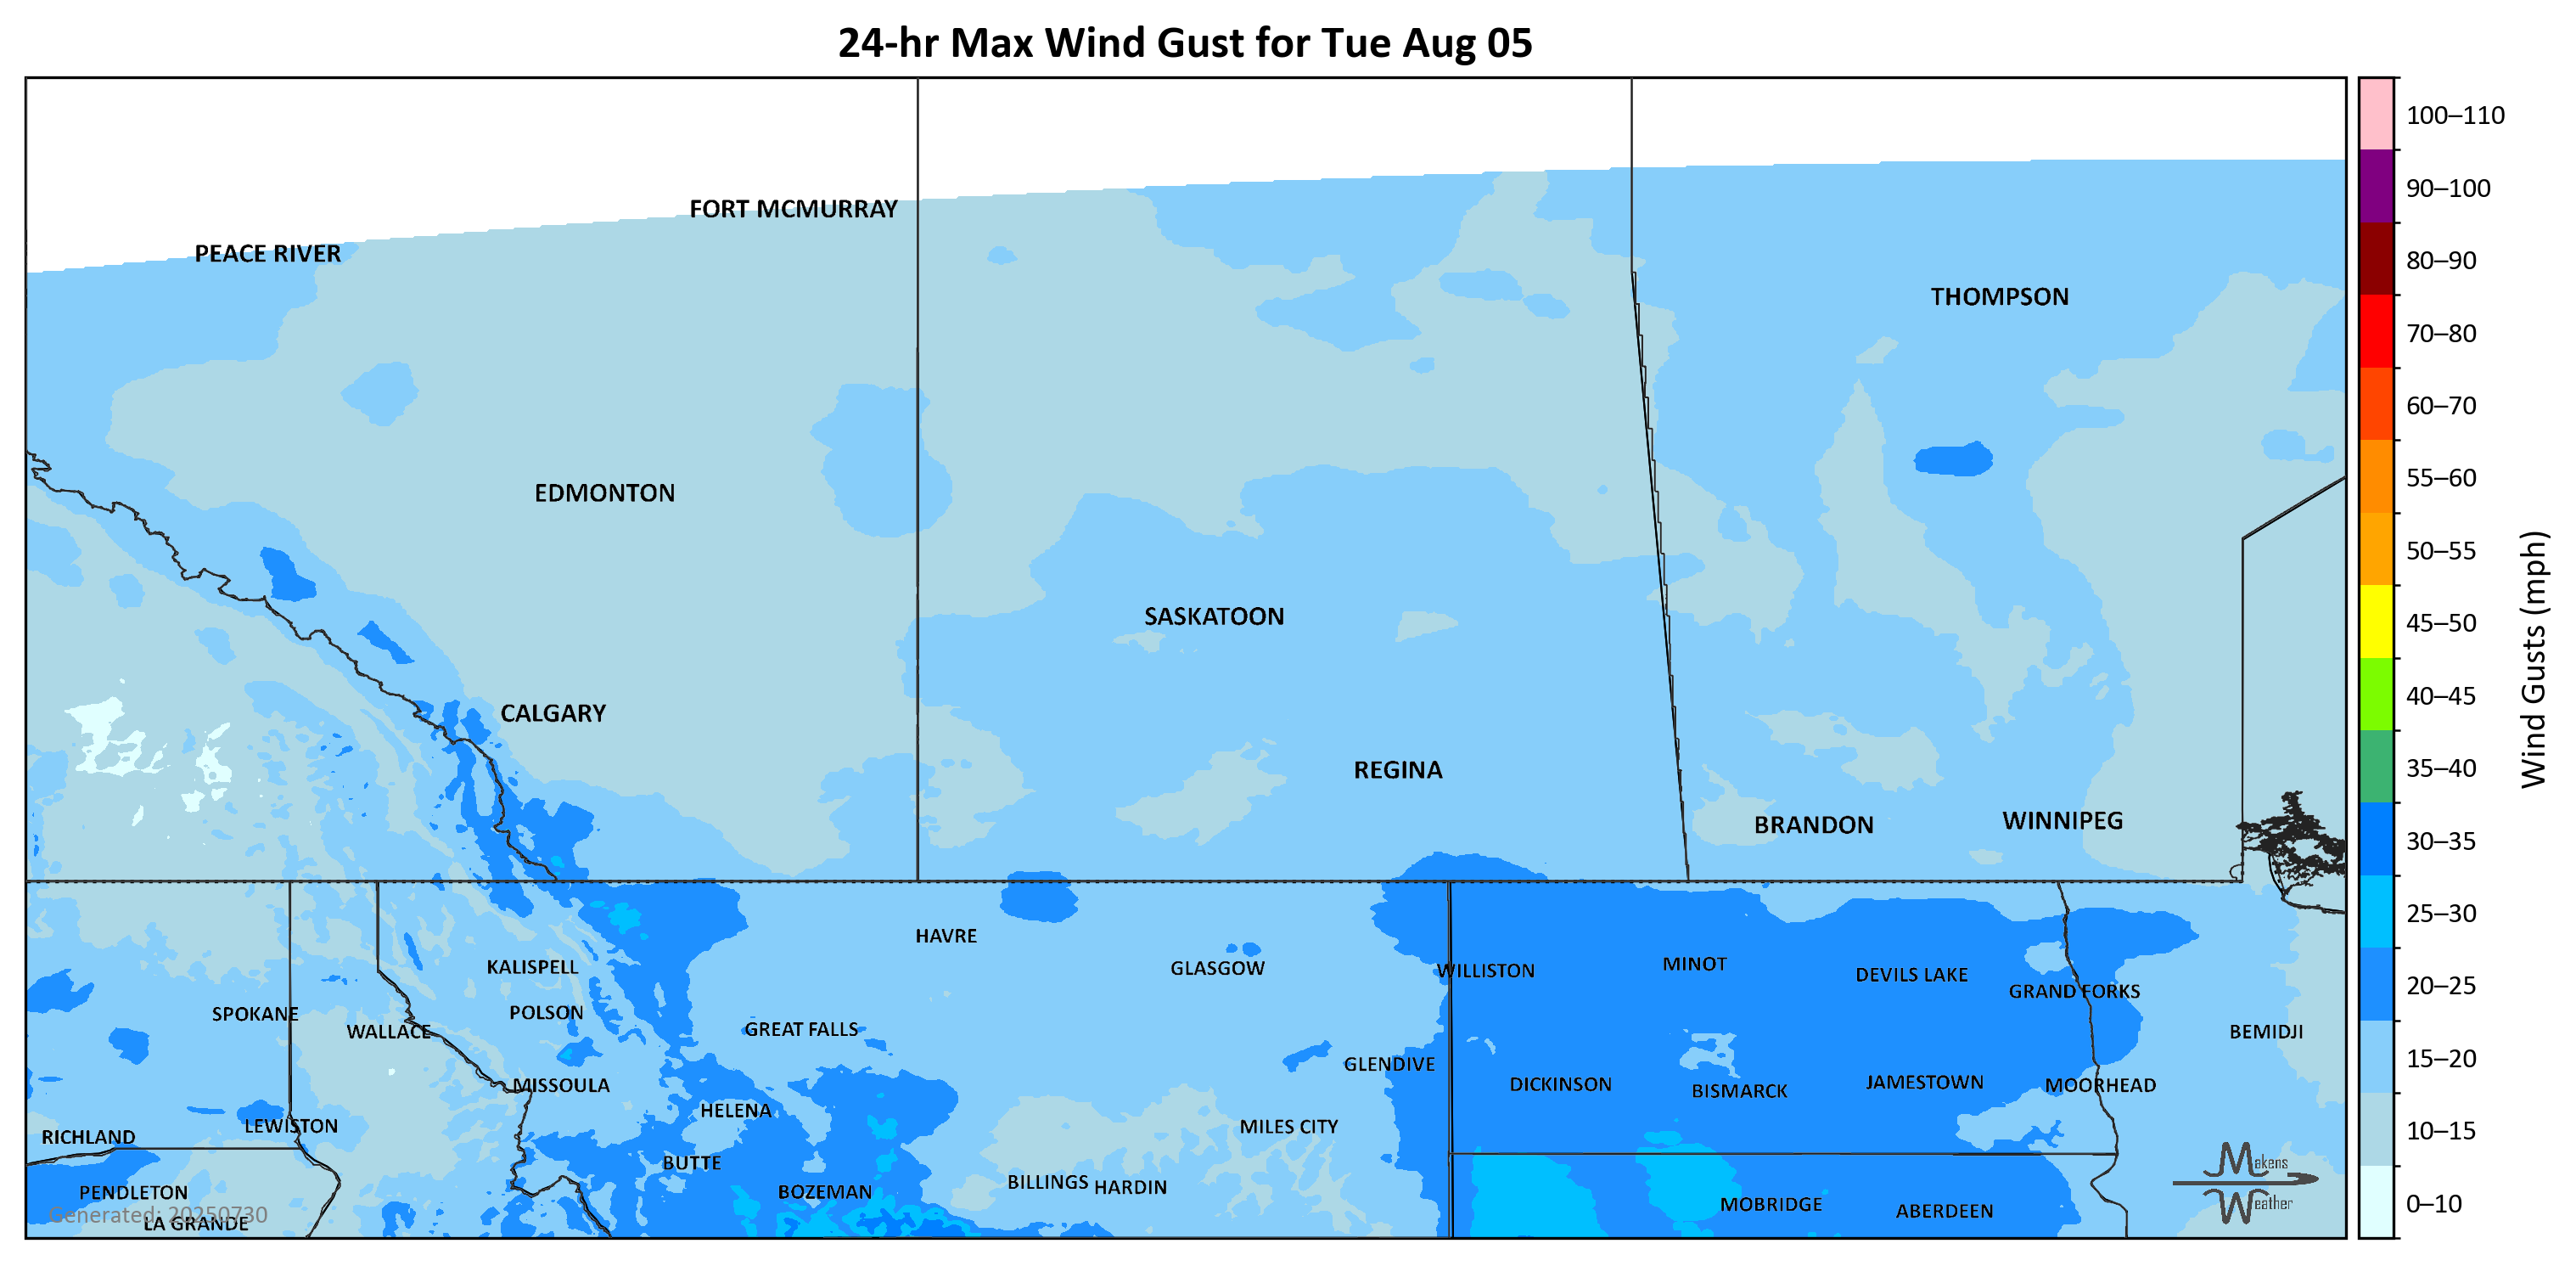 24-hr Max Wind Gust for Tue Aug 05
100–110
90–100
FORT MCMURRAY
PEACE RIVER
80–90
THOMPSON
70–80
60–70
55–60
EDMONTON
50–55
SASKATOON
45–50
Wind Gusts (mph)
40–45
CALGARY
REGINA
35–40
BRANDON
WINNIPEG
30–35
25–30
HAVRE
KALISPELL
GLASGOW
WILLISTON
MINOT
DEVILS LAKE
20–25
GRAND FORKS
SPOKANE
POLSON
WALLACE
GREAT FALLS
BEMIDJI
15–20
GLENDIVE
MISSOULA
DICKINSON
BISMARCK
JAMESTOWN
MOORHEAD
HELENA
LEWISTON
MILES CITY
10–15
RICHLAND
BUTTE
Makens
Weather
PENDLETON
BOZEMAN
BILLINGS
HARDIN
MOBRIDGE
ABERDEEN
0–10
Generated: 20250730
LA GRANDE